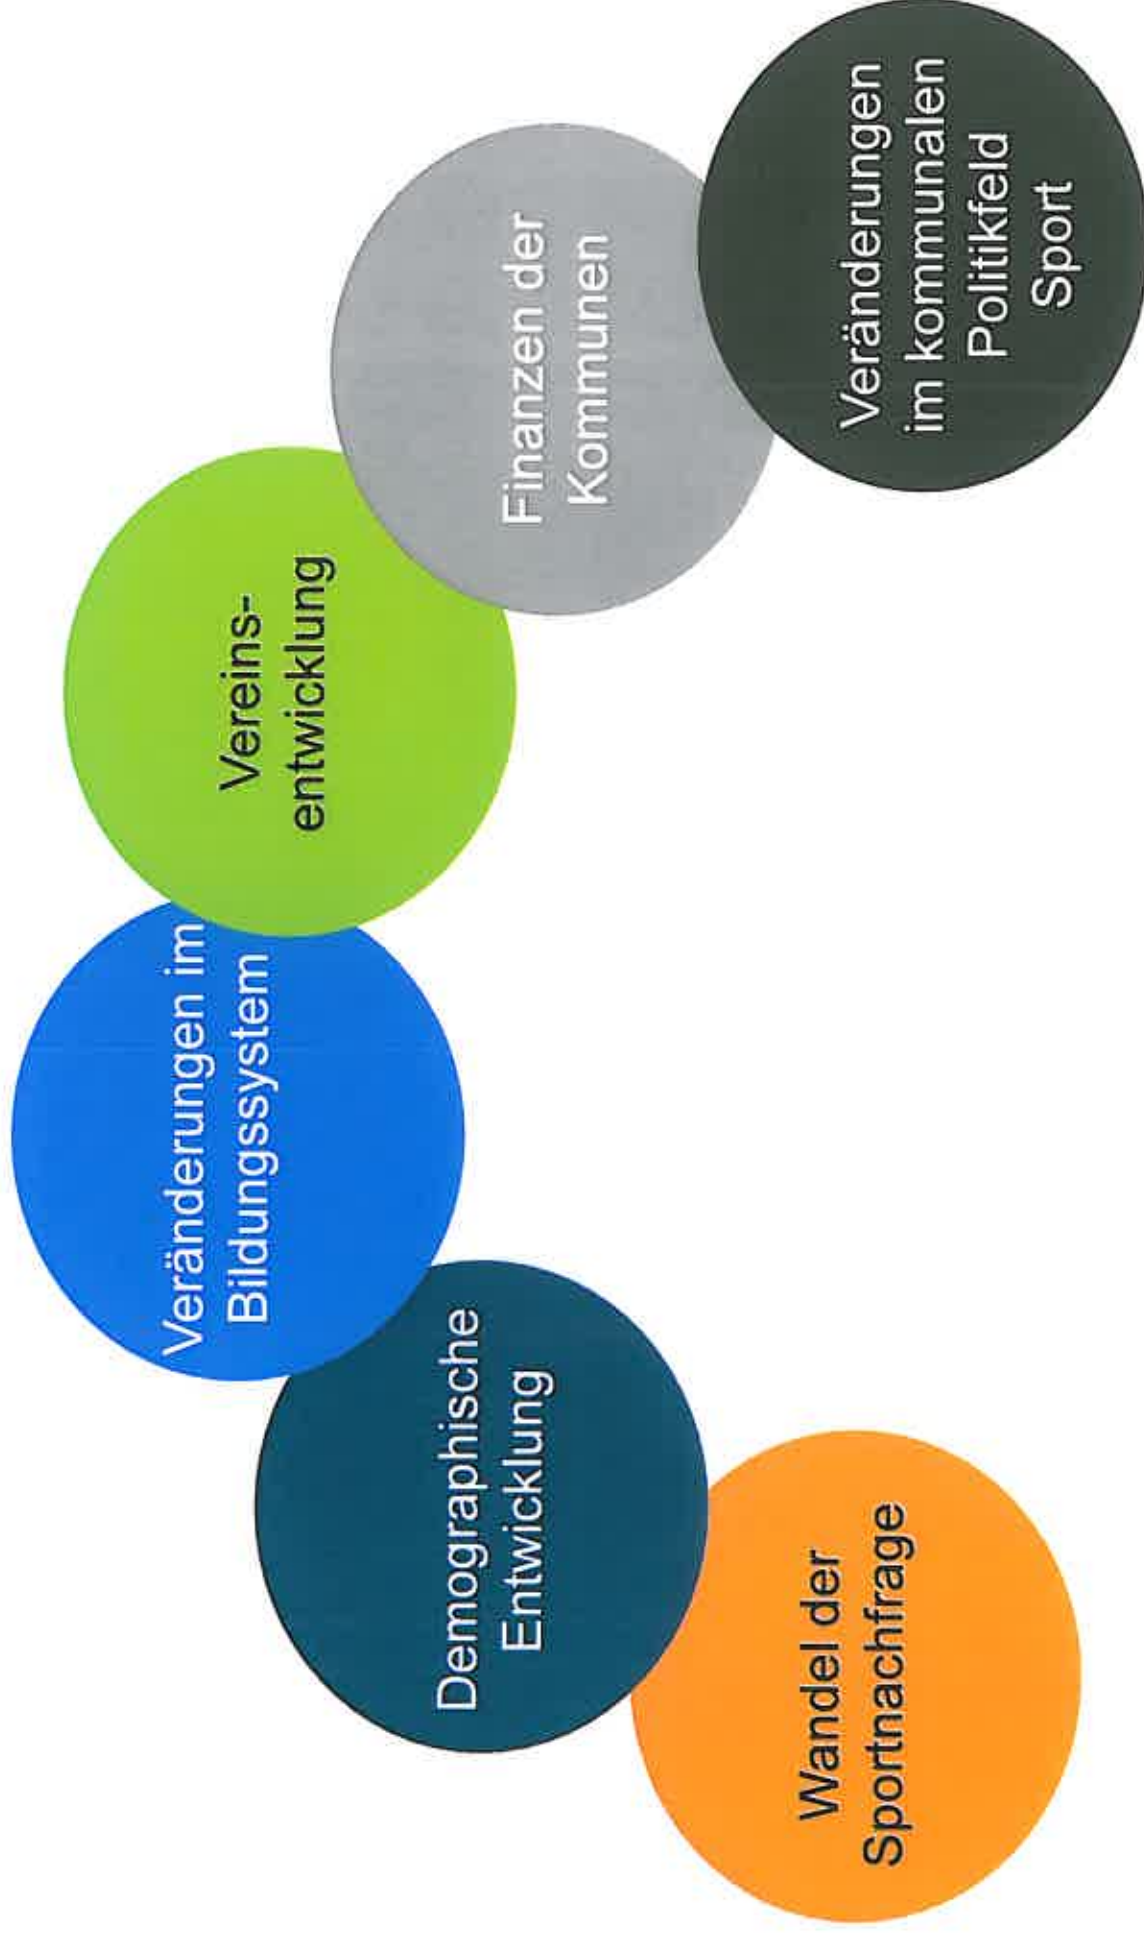 Wandel der
Sportnachfrage
Demographische
Entwicklung
Veränderungen im
Bildungssystem
Vereins-
entwicklung
Finanzen der
Kommunen
Veränderungen
im kommunalen
Politikfeld
Sport